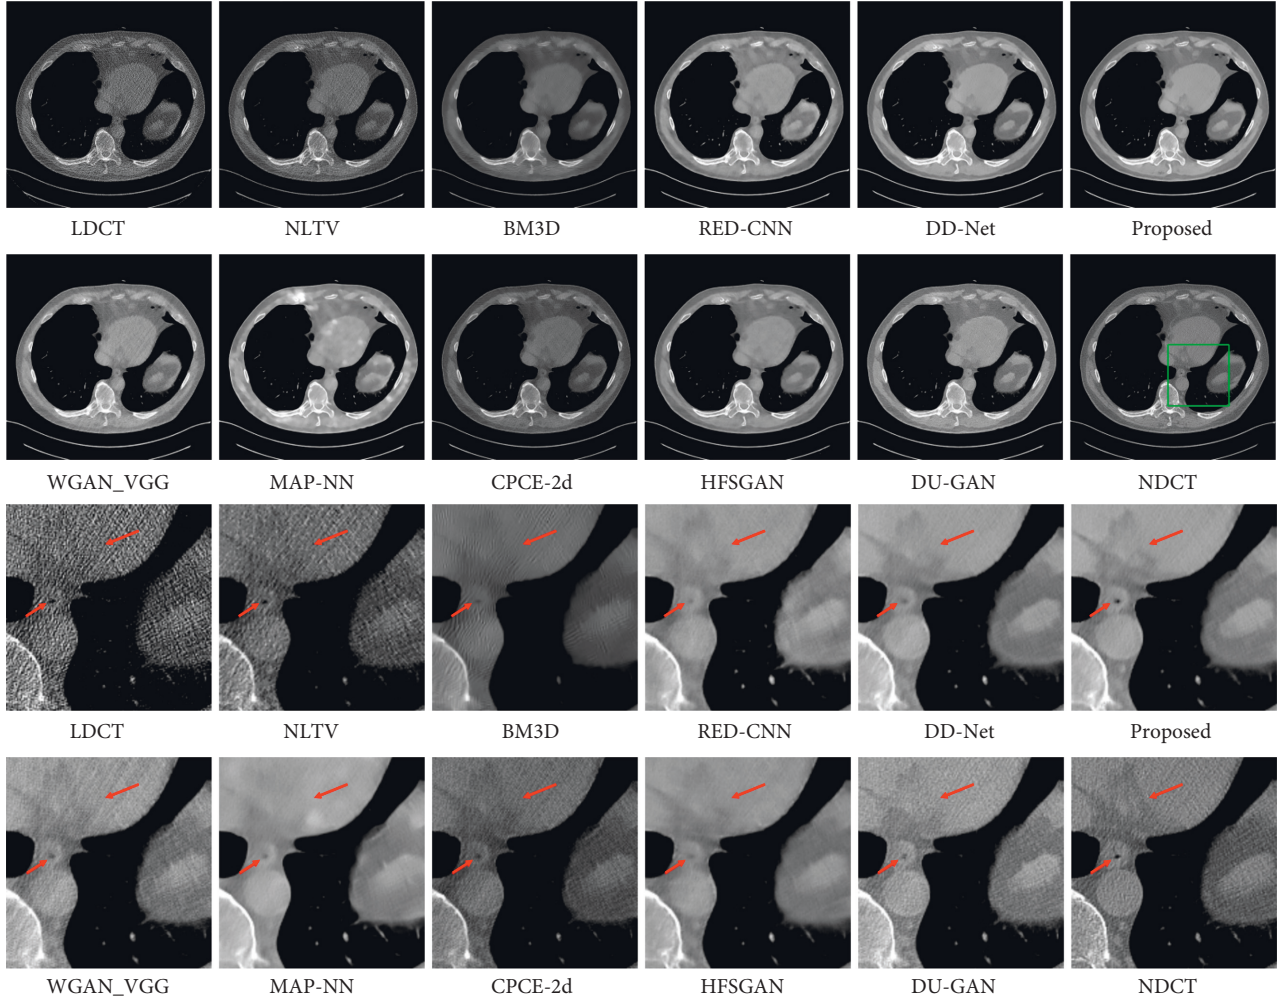 LDCT NLTV BM3D RED-CNN DD-Net Proposed
WGAN_VGG MAP-NN CPCE-2d HFSGAN DU-GAN NDCT
LDCT NLTV BM3D RED-CNN DD-Net Proposed
WGAN_VGG MAP-NN CPCE-2d HFSGAN DU-GAN NDCT